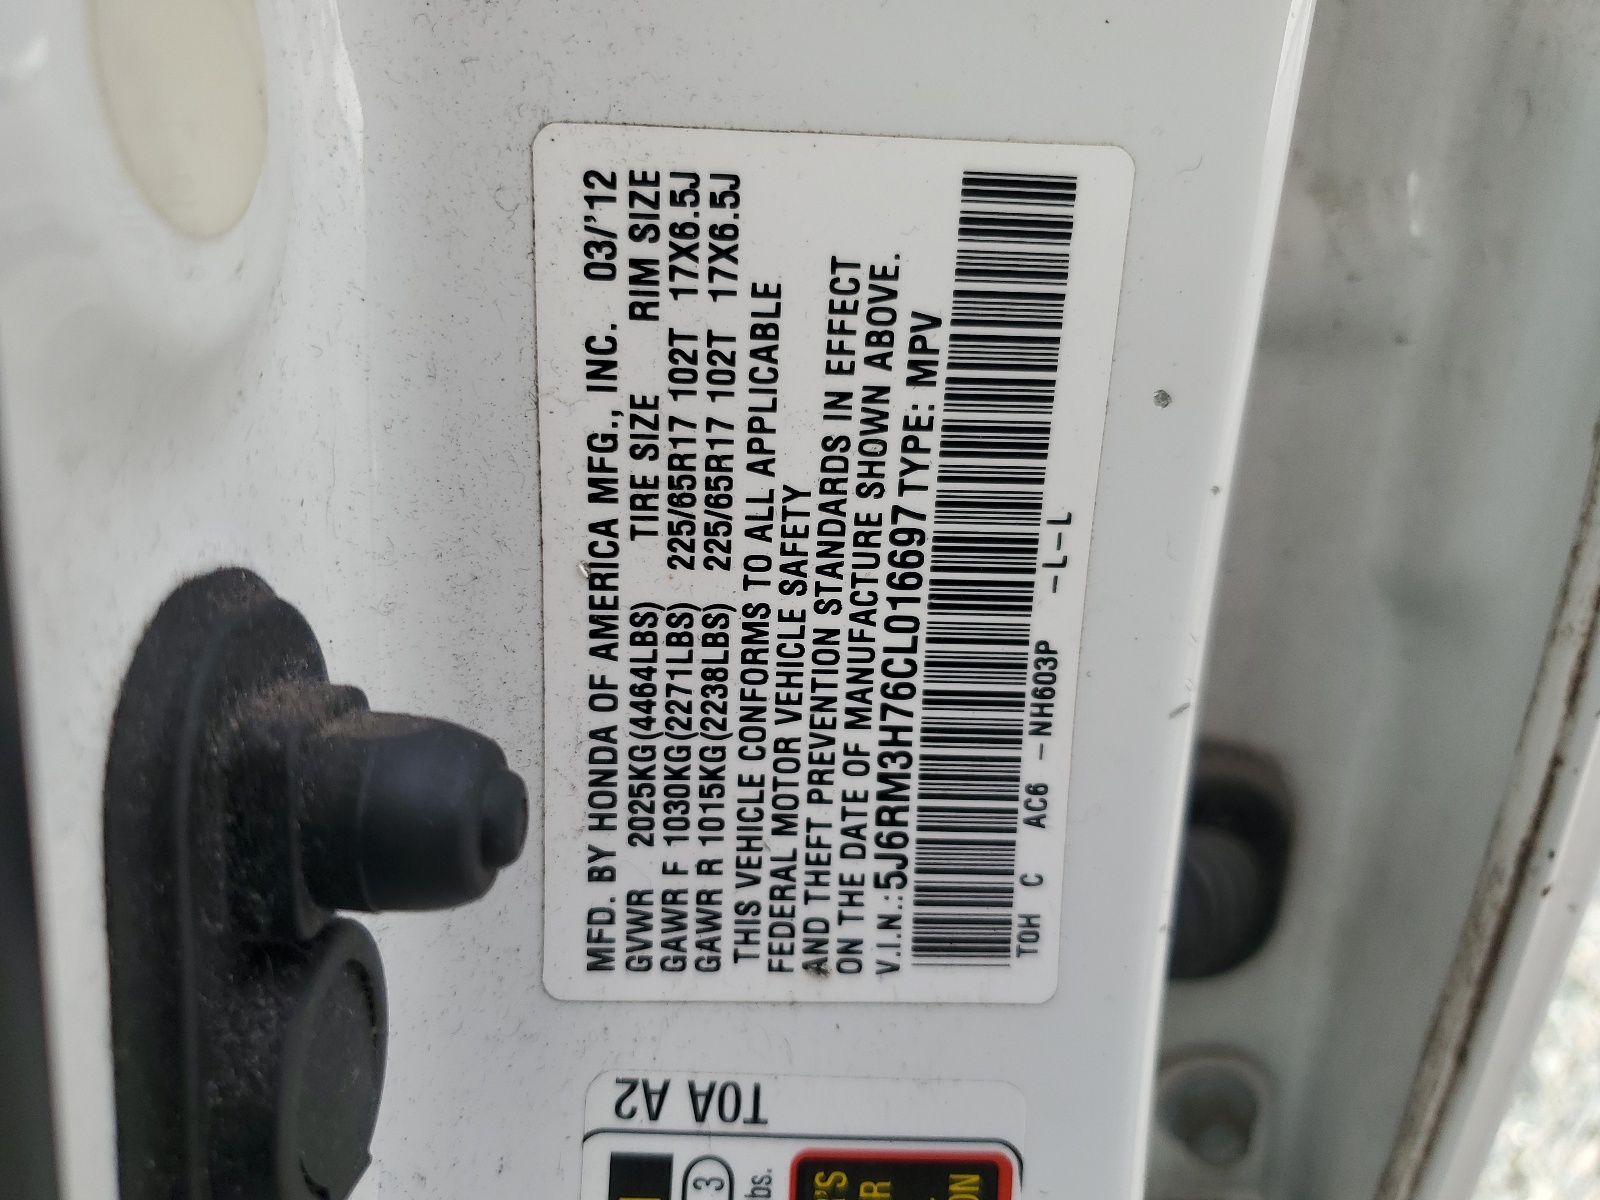 MFD. BY HONDA OF AMERICA MFG., INC. 03/'12
GVWR 2025KG(4464LBS) TIRE SIZE RIM SIZE
GAWR F 1030KG(2271LBS) 225/65R17 102T 17X6.5J
GAWR R 1015KG(2238LBS) 225/65R17 102T 17X6.5J
THIS VEHICLE CONFORMS TO ALL APPLICABLE
FEDERAL MOTOR VEHICLE SAFETY
AND THEFT PREVENTION STANDARDS IN EFFECT
ON THE DATE OF MANUFACTURE SHOWN ABOVE.
V.I.N.:5J6RM3H76CL016697 TYPE: MPV
T0H C AC6 -NH603P -L-L
T0A A2
3
bs.
'S
R
ON